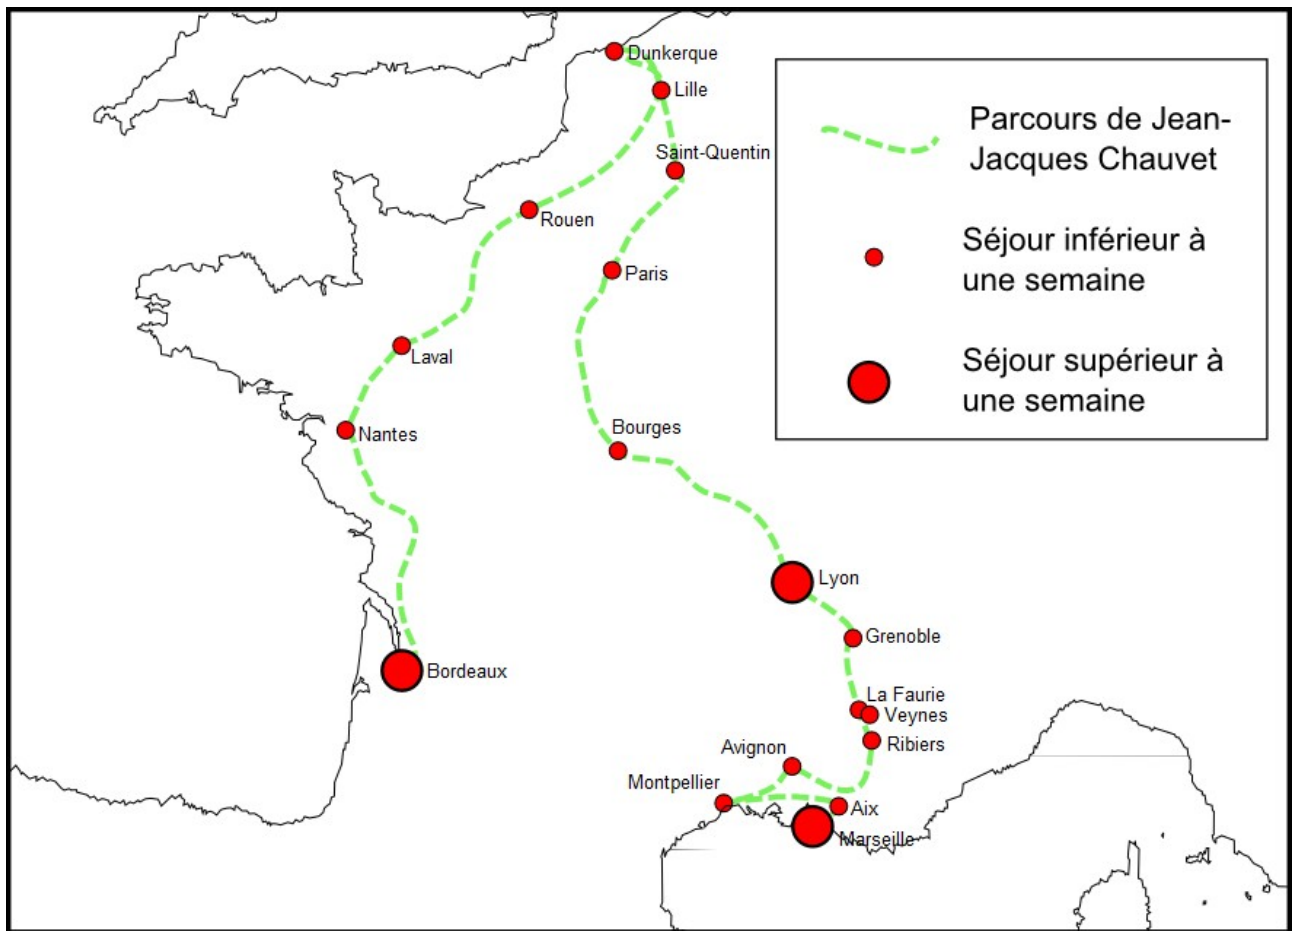 Dunkerque
Lille
Saint-Quentin
Rouen
Paris
Laval
Nantes
Bourges
Lyon
Grenoble
Bordeaux
La Faurie
Veynes
Ribiers
Avignon
Montpellier
Aix
Marseille
Parcours de Jean-
Jacques Chauvet
Séjour inférieur à
une semaine
Séjour supérieur à
une semaine